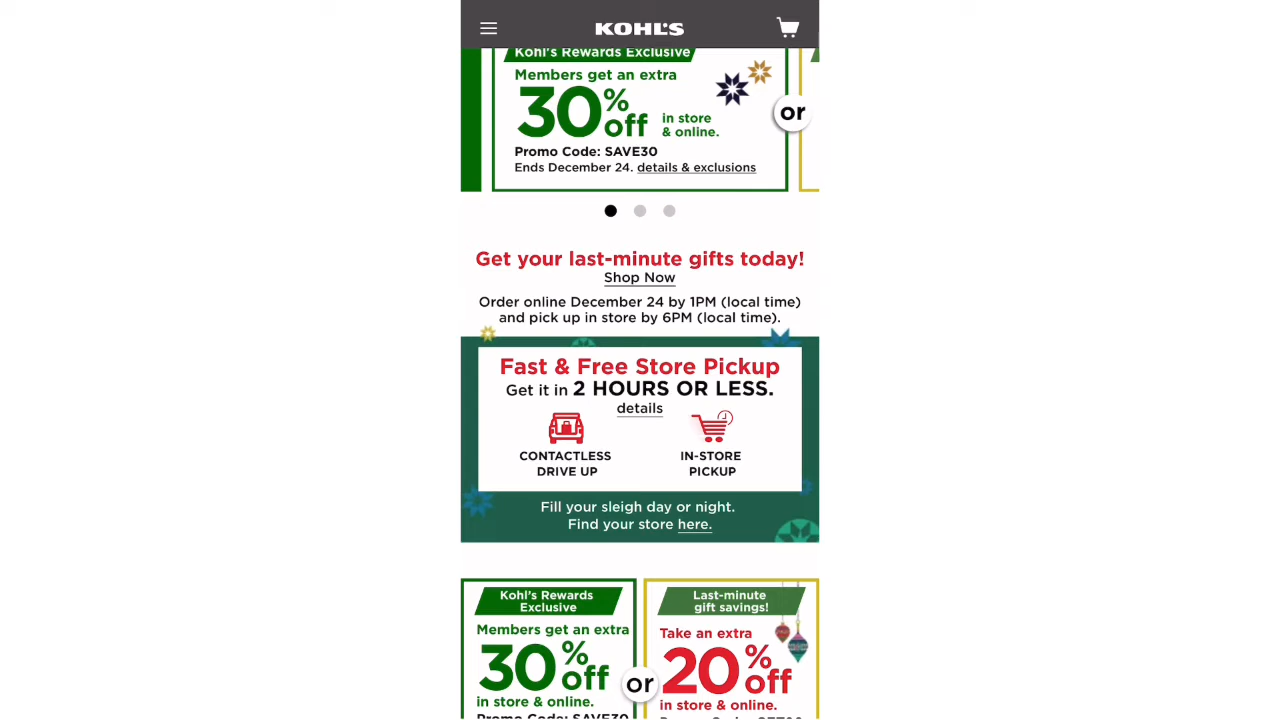 KOHL'S
Kohl's Rewards Exclusive
Members get an extra
30% off in store & online.
or
Promo Code: SAVE30
Ends December 24. details & exclusions
Get your last-minute gifts today!
Shop Now
Order online December 24 by 1PM (local time)
and pick up in store by 6PM (local time).
Fast & Free Store Pickup
Get it in 2 HOURS OR LESS.
details
CONTACTLESS
DRIVE UP
IN-STORE
PICKUP
Fill your sleigh day or night.
Find your store here.
Kohl's Rewards
Exclusive
Members get an extra
30% off
in store & online.
Promo Code: SAVE30
or
Last-minute
gift savings!
Take an extra
20% off
in store & online.